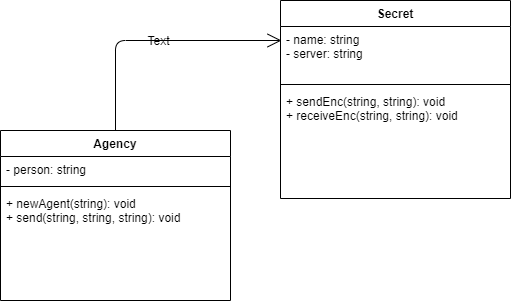 Secret
- name: string
- server: string
+ sendEnc(string, string): void
+ receiveEnc(string, string): void
Text
Agency
- person: string
+ newAgent(string): void
+ send(string, string, string): void